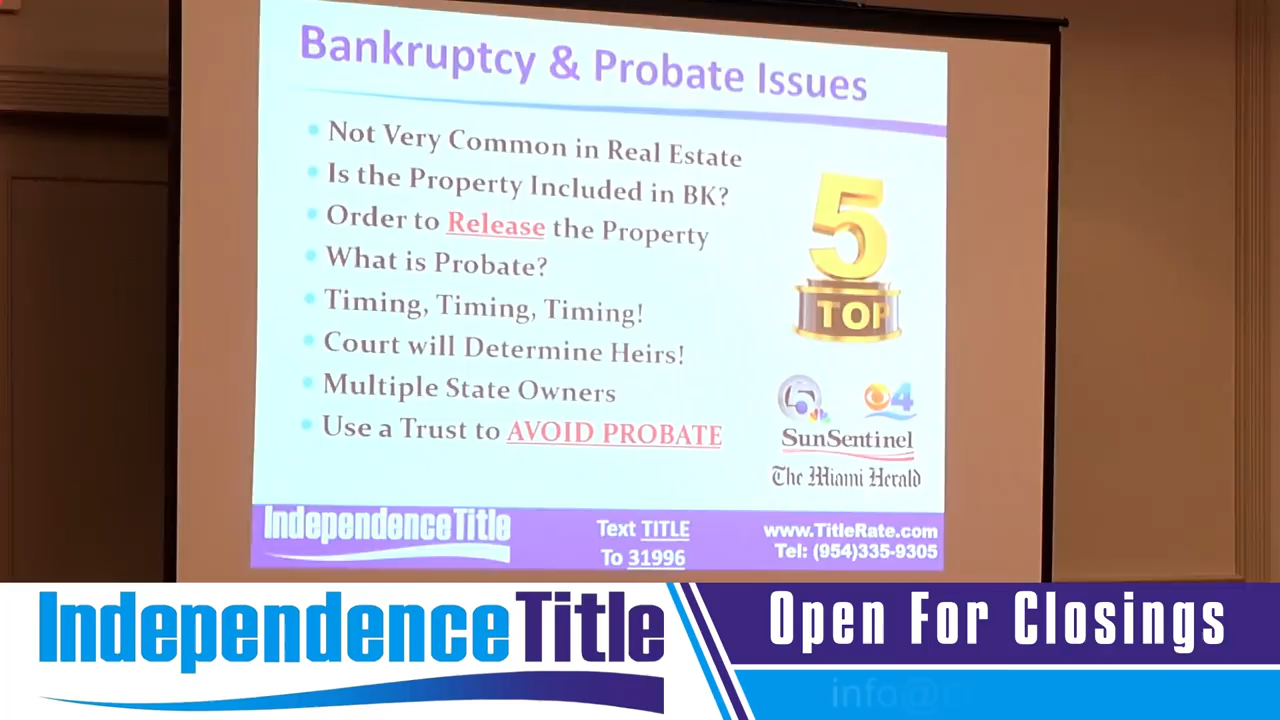 Bankruptcy & Probate Issues
Not Very Common in Real Estate
Is the Property Included in BK?
Order to Release the Property
What is Probate?
Timing, Timing, Timing!
Court will Determine Heirs!
Multiple State Owners
Use a Trust to AVOID PROBATE
5
TOP
5
4
SunSentinel
The Miami Herald
IndependenceTitle
Text TITLE
To 31996
www.TitleRate.com
Tel: (954)335-9305
IndependenceTitle
Open For Closings
info@